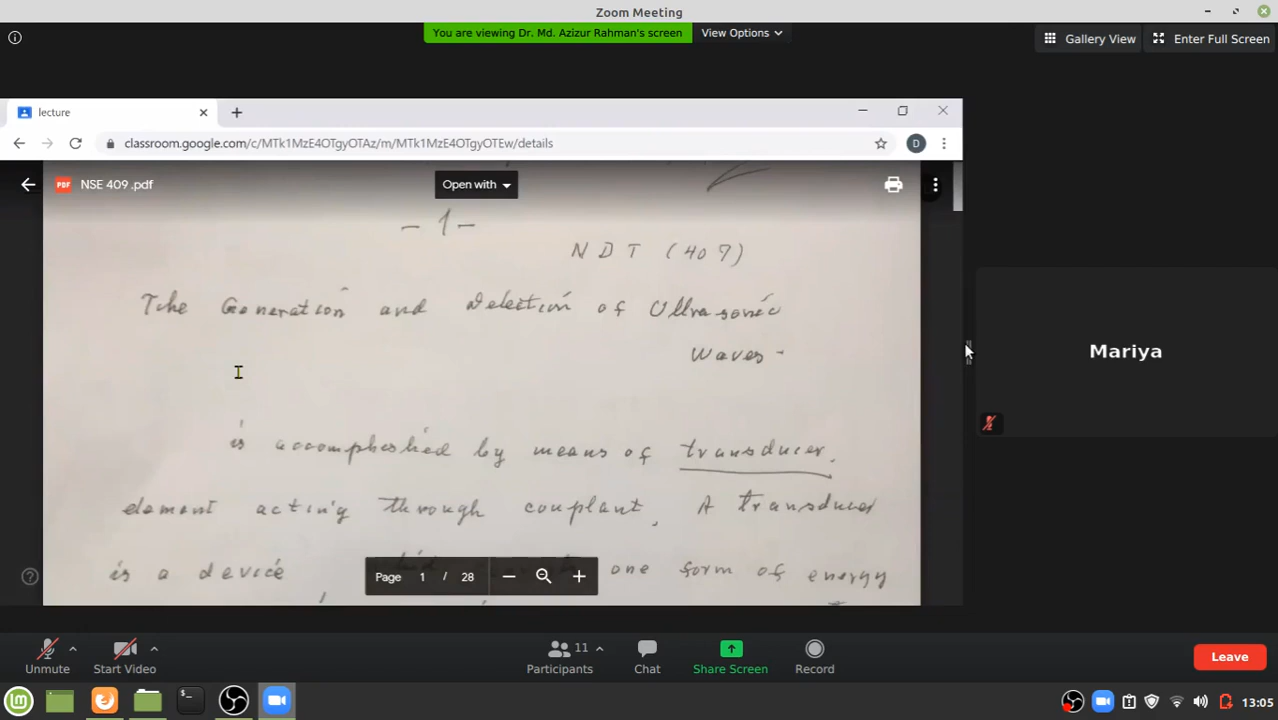 Zoom Meeting
You are viewing Dr. Md. Azizur Rahman's screen
View Options
Gallery View
Enter Full Screen
lecture
classroom.google.com/c/MTk1MzE4OTgyOTAz/m/MTk1MzE4OTgyOTEw/details
D
PDF
NSE 409 .pdf
Open with
- 1 -
NDT (407)
The Generation and Detection of Ultrasonic
Waves -
is accomplished by means of transducer.
element acting through couplant. A transducer
is a device one form of energy
Page 1 / 28
Mariya
Unmute
Start Video
11
Participants
Chat
Share Screen
Record
Leave
13:05